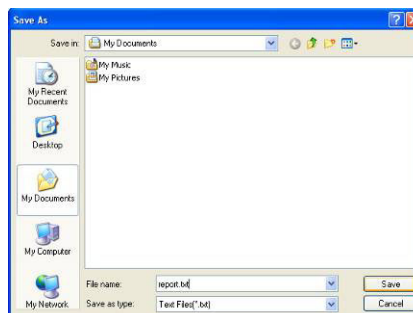 Save As
Save in: My Documents
My Music
My Pictures
My Recent
Documents
Desktop
My Documents
My Computer
My Network
File name: report.txt
Save
Save as type: Text Files(*.txt)
Cancel